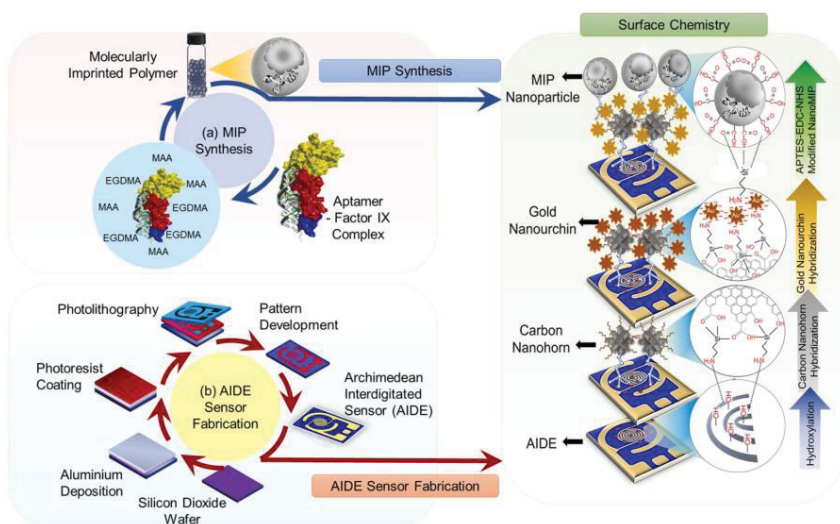 Molecularly
Imprinted Polymer
MIP Synthesis
(a) MIP
Synthesis
MAA
EGDMA
MAA
MAA
EGDMA
EGDMA
EGDMA
MAA
Aptamer
- Factor IX
Complex
Photolithography
Pattern
Development
Photoresist
Coating
(b) AIDE
Sensor
Fabrication
Archimedean
Interdigitated
Sensor (AIDE)
Aluminium
Deposition
Silicon Dioxide
Wafer
AIDE Sensor Fabrication
Surface Chemistry
MIP
Nanoparticle
Gold
Nanourchin
Carbon
Nanohorn
AIDE
APTES-EDC-NHS
Modified NanoMIP
Gold Nanourchin
Hybridization
Carbon Nanohorn
Hybridization
Hydroxylation